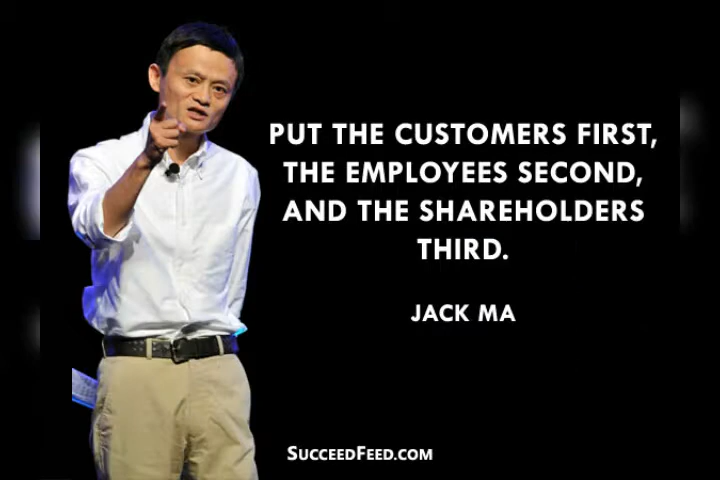 PUT THE CUSTOMERS FIRST,
THE EMPLOYEES SECOND,
AND THE SHAREHOLDERS
THIRD.
JACK MA
SUCCEEDFEED.COM